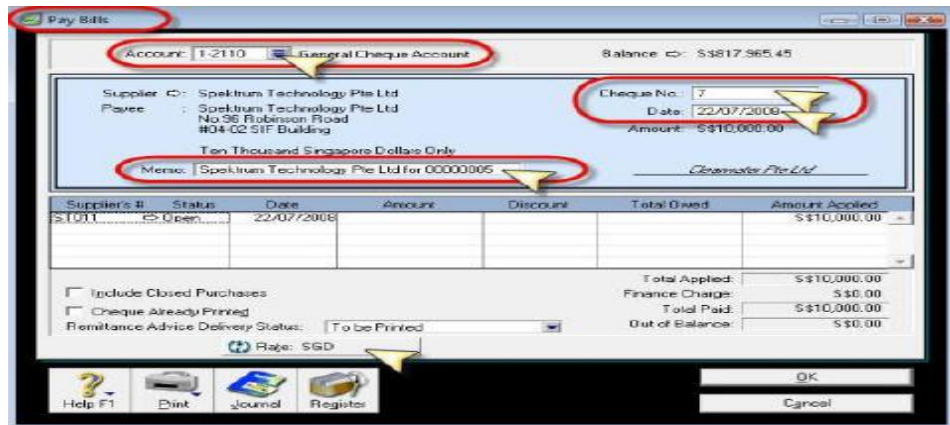 Pay Bills
Account: 1-2110 General Cheque Account Balance ⇨: S$817,965.45
Supplier ⇨: Spektrum Technology Pte Ltd Cheque No.: 7
Payee : Spektrum Technology Pte Ltd Date: 22/07/2008
No.96 Robinson Road
#04-02 SIF Building Amount: S$10,000.00
Ten Thousand Singapore Dollars Only
Memo: Spektrum Technology Pte Ltd for 00000005 Clearwater Pte Ltd
Supplier's # Status Date Amount Discount Total Owed Amount Applied
ST011 ⇨ Open 22/07/2008 S$10,000.00
Total Applied: S$10,000.00
Include Closed Purchases Finance Charge: S$0.00
Cheque Already Printed Total Paid: S$10,000.00
Remittance Advice Delivery Status: To be Printed Out of Balance: S$0.00
Rate: SGD
OK
Help F1 Print Journal Register Cancel